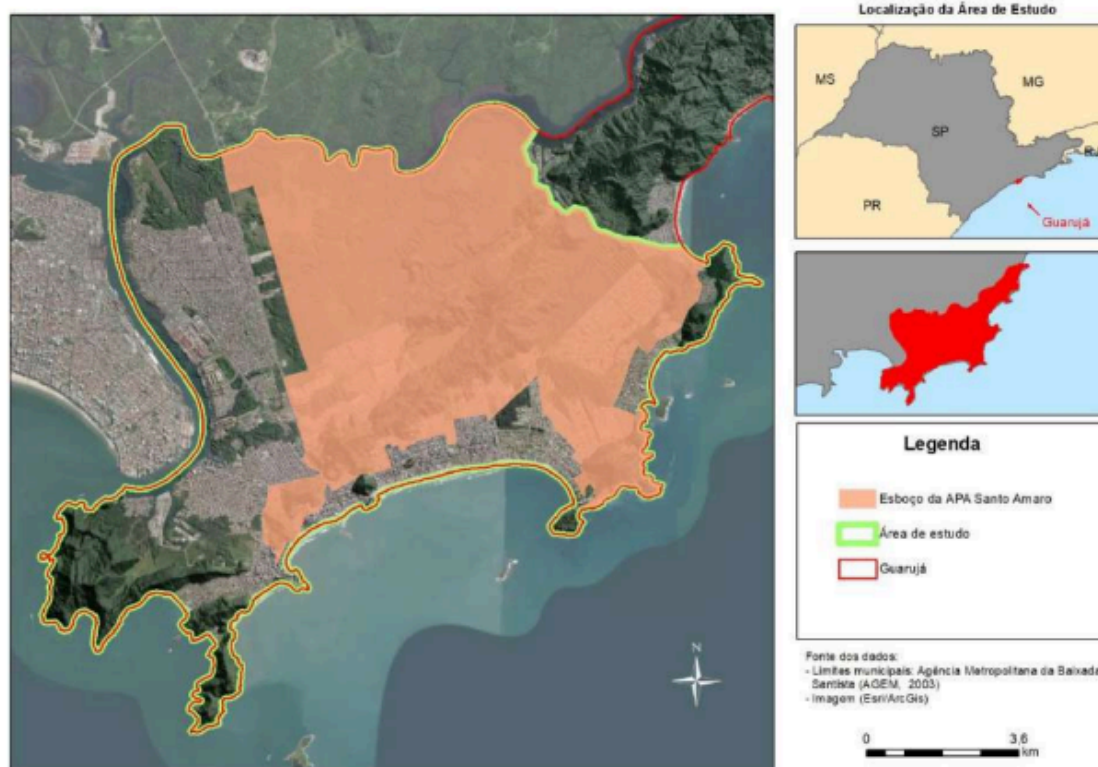 Localização da Área de Estudo
MS
MG
SP
RJ
PR
Guarujá
Legenda
Esboço da APA Santo Amaro
Área de estudo
Guarujá
Fonte dos dados:
- Limites municipais: Agência Metropolitana da Baixada
Santista (AGEM, 2003)
- Imagem (Esri/ArcGis)
N
0 3,6
km